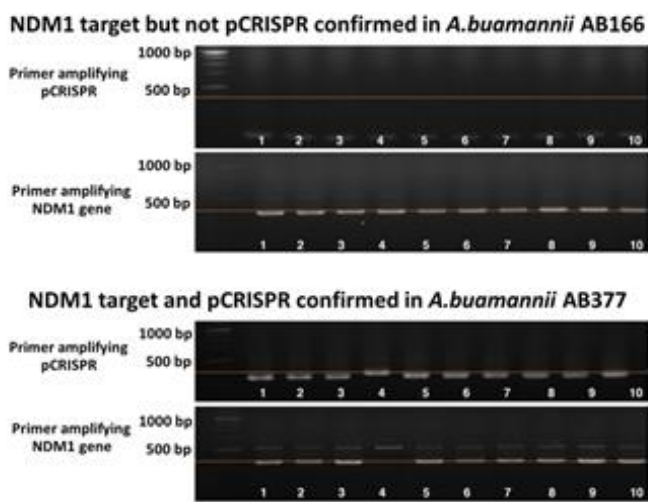 NDM1 target but not pCRISPR confirmed in A.buamannii AB166
1000 bp
Primer amplifying
pCRISPR
500 bp
1 2 3 4 5 6 7 8 9 10
1000 bp
Primer amplifying
NDM1 gene
500 bp
1 2 3 4 5 6 7 8 9 10
NDM1 target and pCRISPR confirmed in A.buamannii AB377
1000 bp
Primer amplifying
pCRISPR
500 bp
1 2 3 4 5 6 7 8 9 10
1000 bp
Primer amplifying
NDM1 gene
500 bp
1 2 3 4 5 6 7 8 9 10